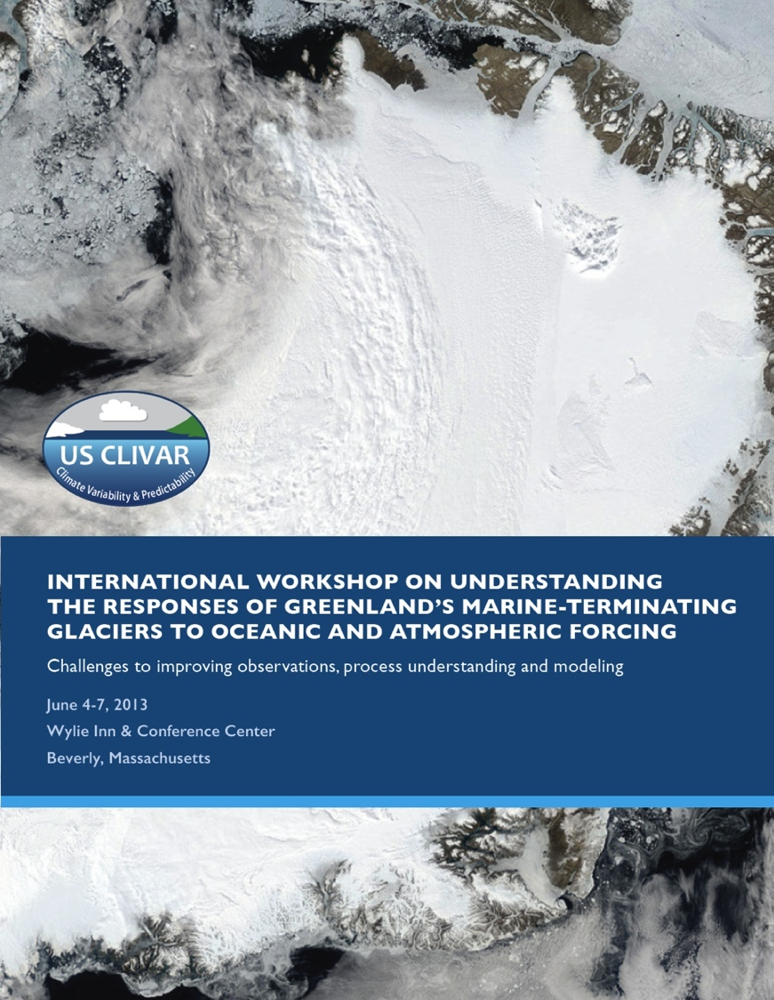 US CLIVAR
Climate Variability & Predictability
INTERNATIONAL WORKSHOP ON UNDERSTANDING
THE RESPONSES OF GREENLAND'S MARINE-TERMINATING
GLACIERS TO OCEANIC AND ATMOSPHERIC FORCING
Challenges to improving observations, process understanding and modeling
June 4-7, 2013
Wylie Inn & Conference Center
Beverly, Massachusetts